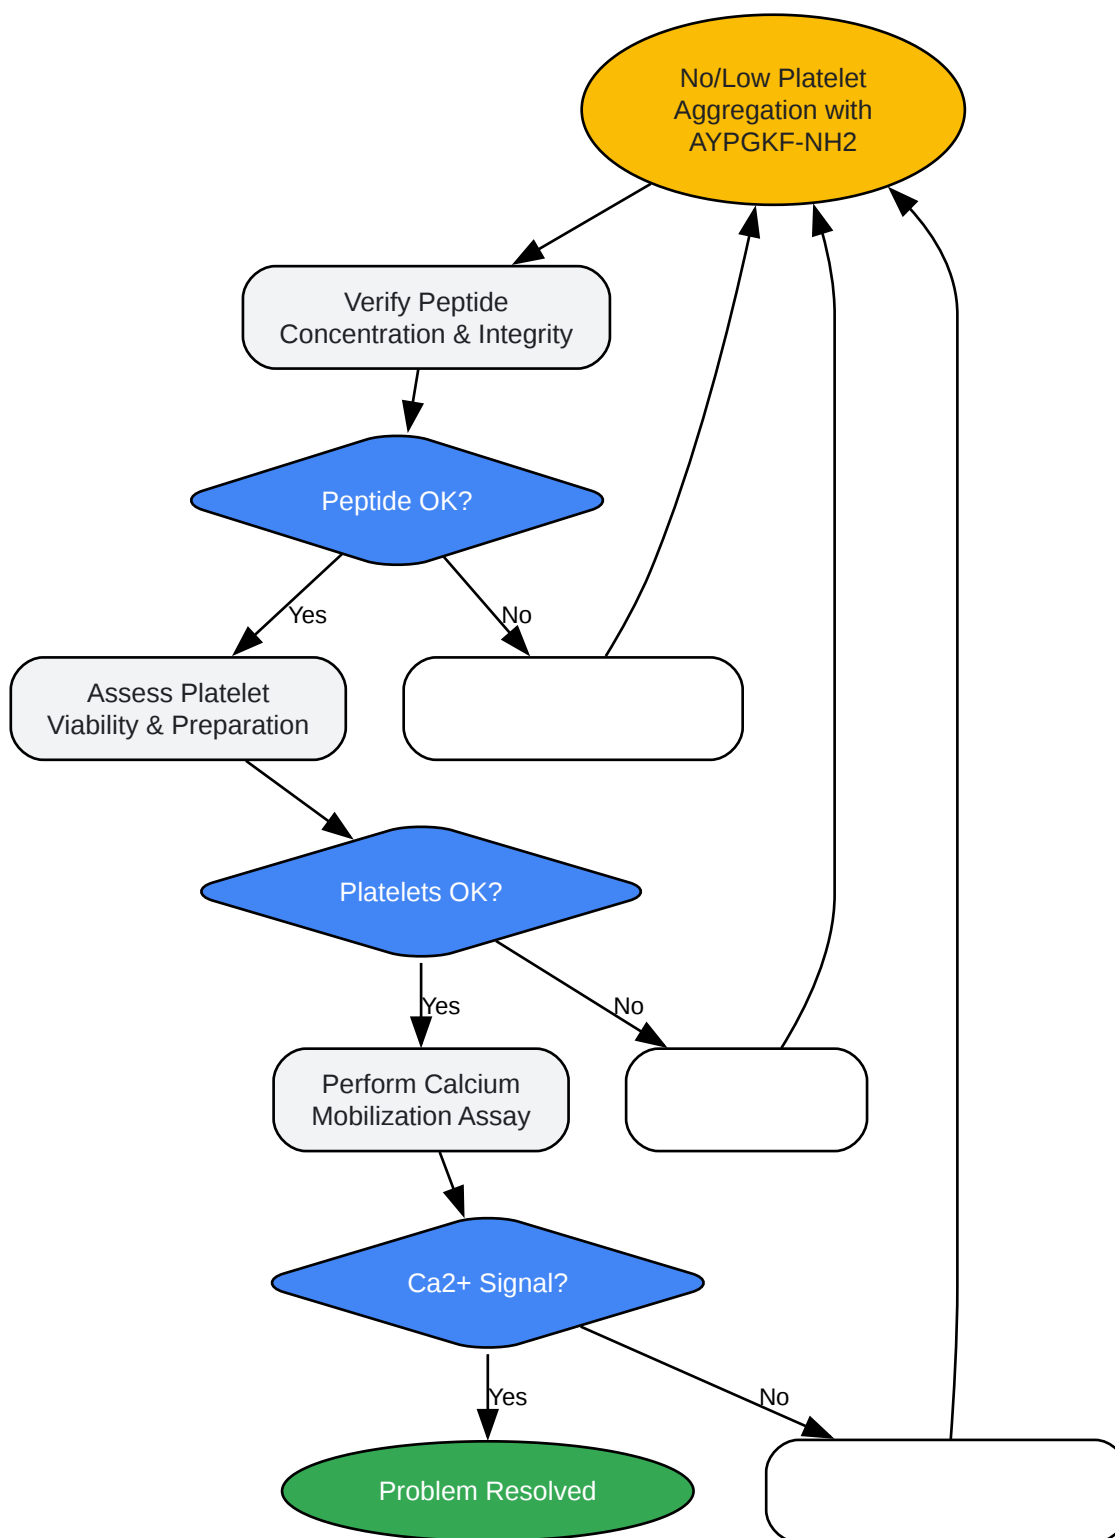 No/Low Platelet
Aggregation with
AYPGKF-NH2
Verify Peptide
Concentration & Integrity
Peptide OK?
Yes
No
Assess Platelet
Viability & Preparation
Platelets OK?
Yes
No
Perform Calcium
Mobilization Assay
Ca2+ Signal?
Yes
No
Problem Resolved